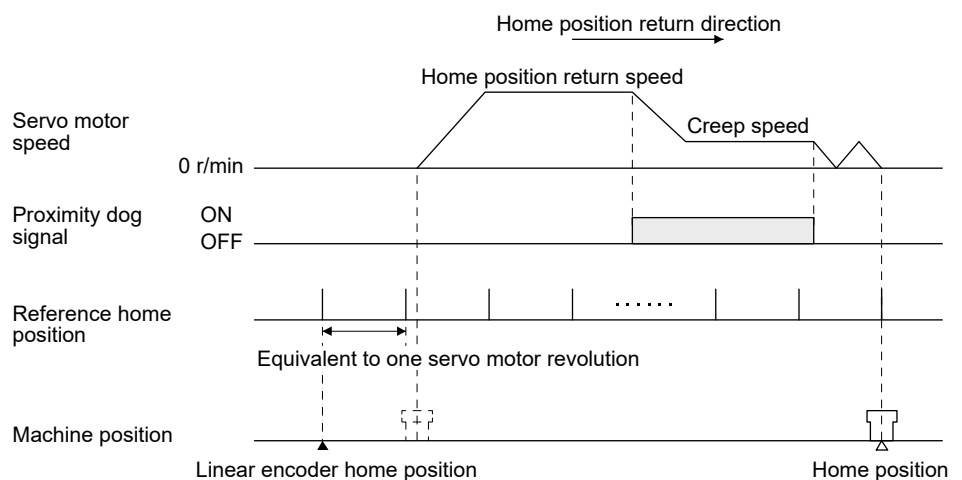 Home position return direction
Home position return speed
Servo motor
speed
Creep speed
0 r/min
Proximity dog
signal
ON
OFF
Reference home
position
Equivalent to one servo motor revolution
Machine position
Linear encoder home position
Home position